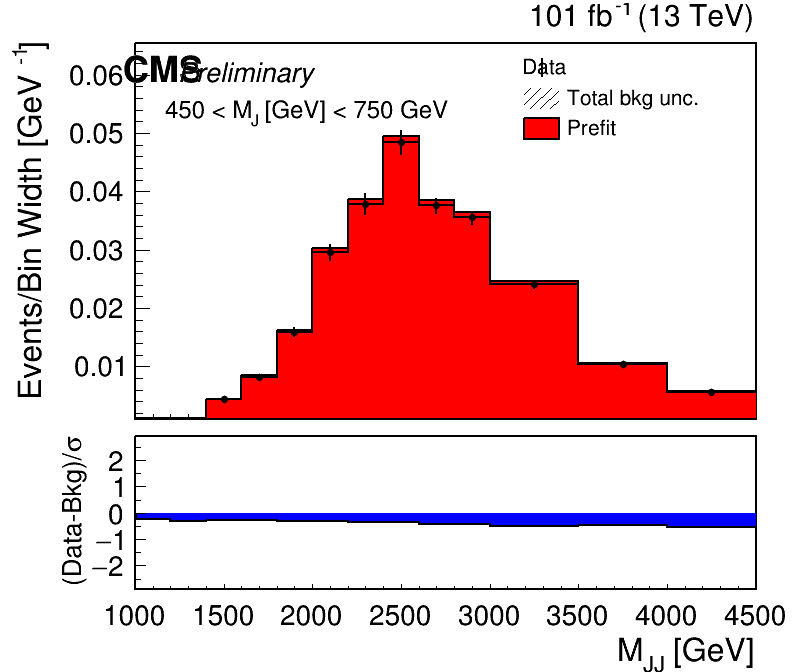 101 fb⁻¹ (13 TeV)
CMS Preliminary
450 < M_J [GeV] < 750 GeV
Data
Total bkg unc.
Prefit
Events/Bin Width [GeV⁻¹]
0.06
0.05
0.04
0.03
0.02
0.01
(Data-Bkg)/σ
2
1
0
−1
−2
1000 1500 2000 2500 3000 3500 4000 4500
M_JJ [GeV]